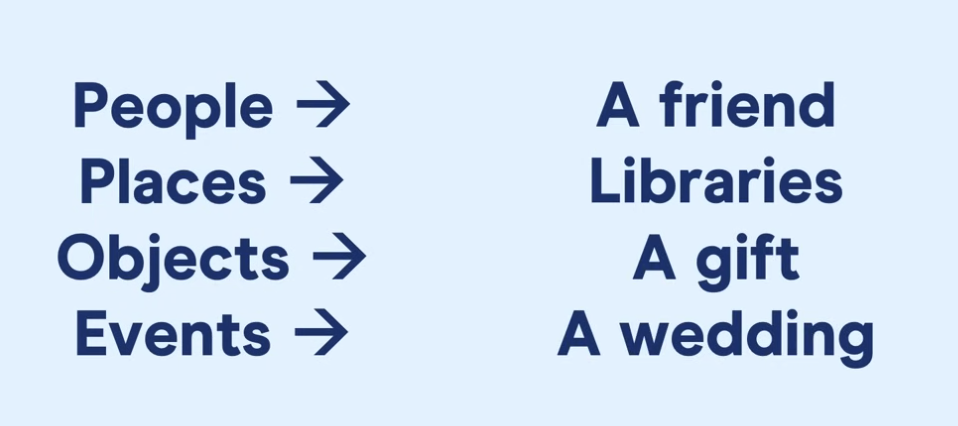 People → A friend
Places → Libraries
Objects → A gift
Events → A wedding